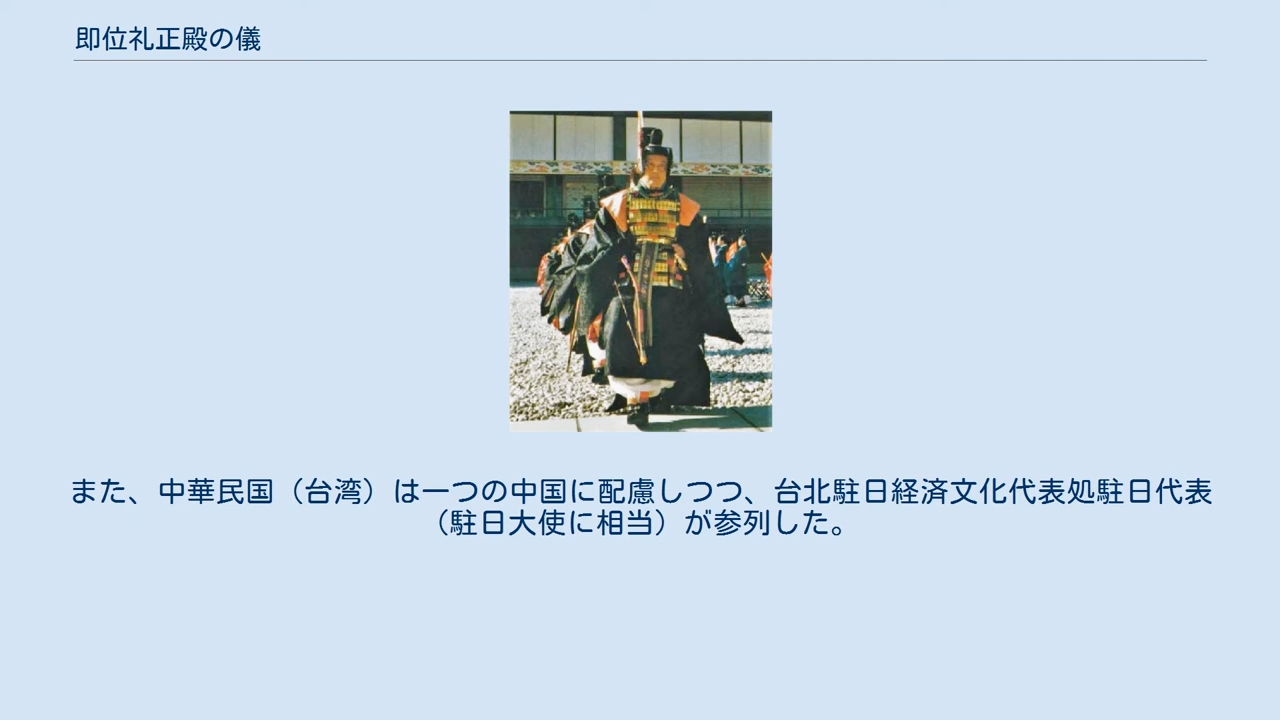 即位礼正殿の儀
また、中華民国（台湾）は一つの中国に配慮しつつ、台北駐日経済文化代表処駐日代表
（駐日大使に相当）が参列した。